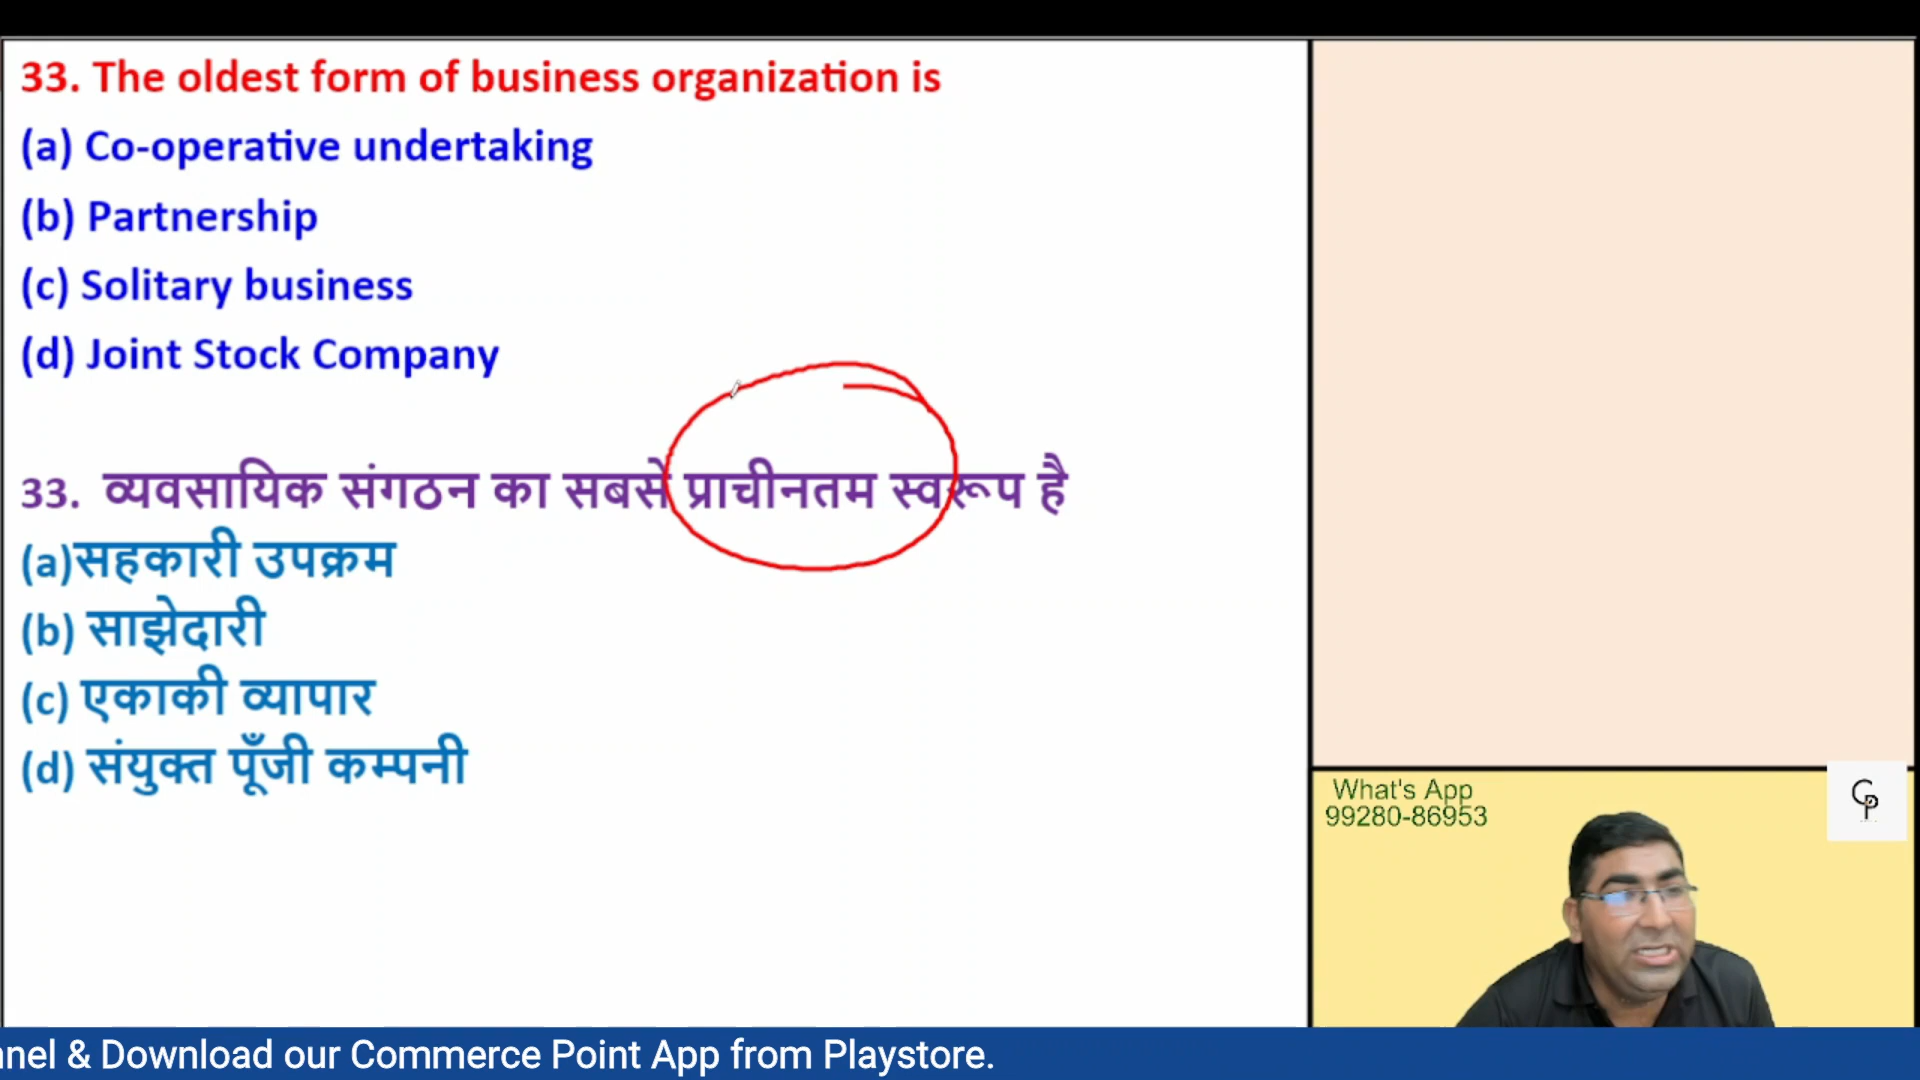 33. The oldest form of business organization is
(a) Co-operative undertaking
(b) Partnership
(c) Solitary business
(d) Joint Stock Company
33. व्यवसायिक संगठन का सबसे प्राचीनतम स्वरूप है
(a)सहकारी उपक्रम
(b) साझेदारी
(c) एकाकी व्यापार
(d) संयुक्त पूँजी कम्पनी
What's App
99280-86953
CP
nnel & Download our Commerce Point App from Playstore.